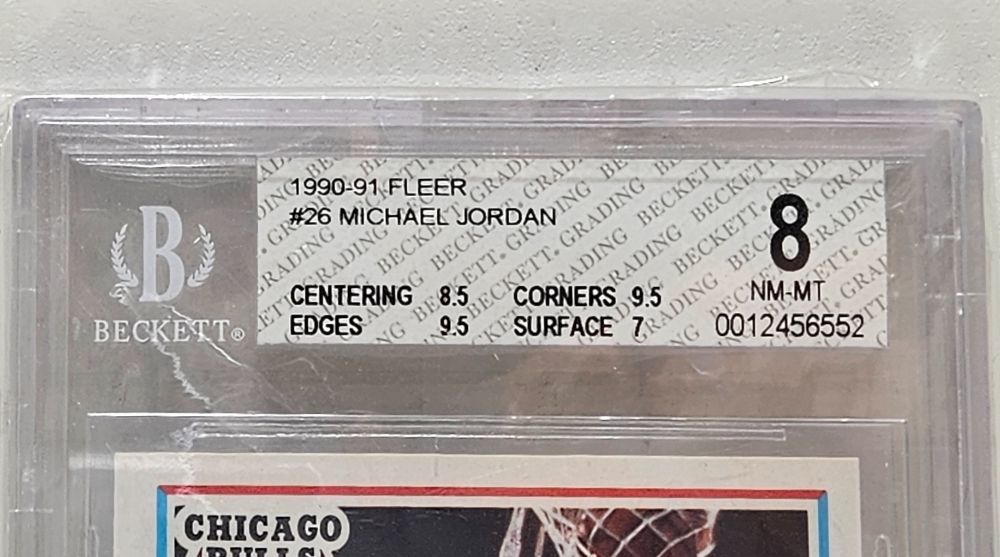 1990-91 FLEER
#26 MICHAEL JORDAN
8
CENTERING 8.5 CORNERS 9.5 NM-MT
EDGES 9.5 SURFACE 7 0012456552
B
BECKETT®
CHICAGO
BULLS